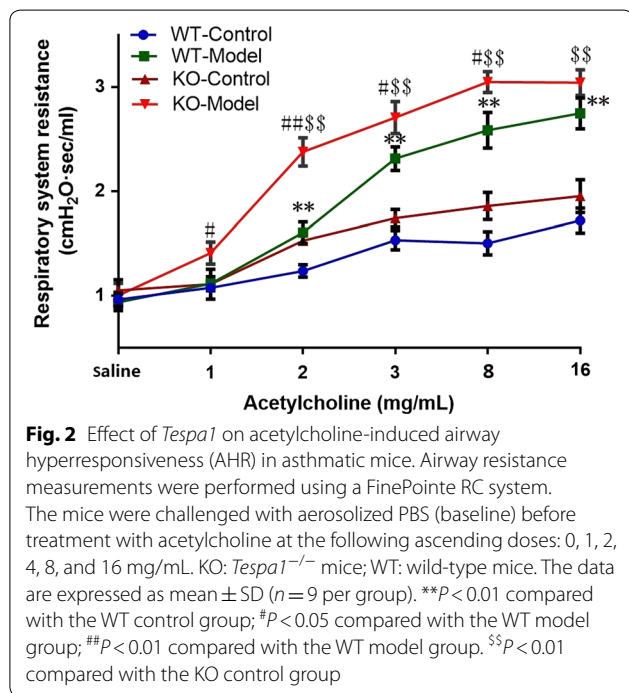 WT-Control
WT-Model
KO-Control
KO-Model
Respiratory system resistance
(cmH₂O·sec/ml)
3
2
1
#
##$$
**
#$$
**
#$$
**
$$
**
Saline 1 2 3 8 16
Acetylcholine (mg/mL)
Fig. 2 Effect of Tespa1 on acetylcholine-induced airway
hyperresponsiveness (AHR) in asthmatic mice. Airway resistance
measurements were performed using a FinePointe RC system.
The mice were challenged with aerosolized PBS (baseline) before
treatment with acetylcholine at the following ascending doses: 0, 1, 2,
4, 8, and 16 mg/mL. KO: Tespa1⁻/⁻ mice; WT: wild-type mice. The data
are expressed as mean ± SD (n = 9 per group). **P < 0.01 compared
with the WT control group; #P < 0.05 compared with the WT model
group; ##P < 0.01 compared with the WT model group. $$P < 0.01
compared with the KO control group